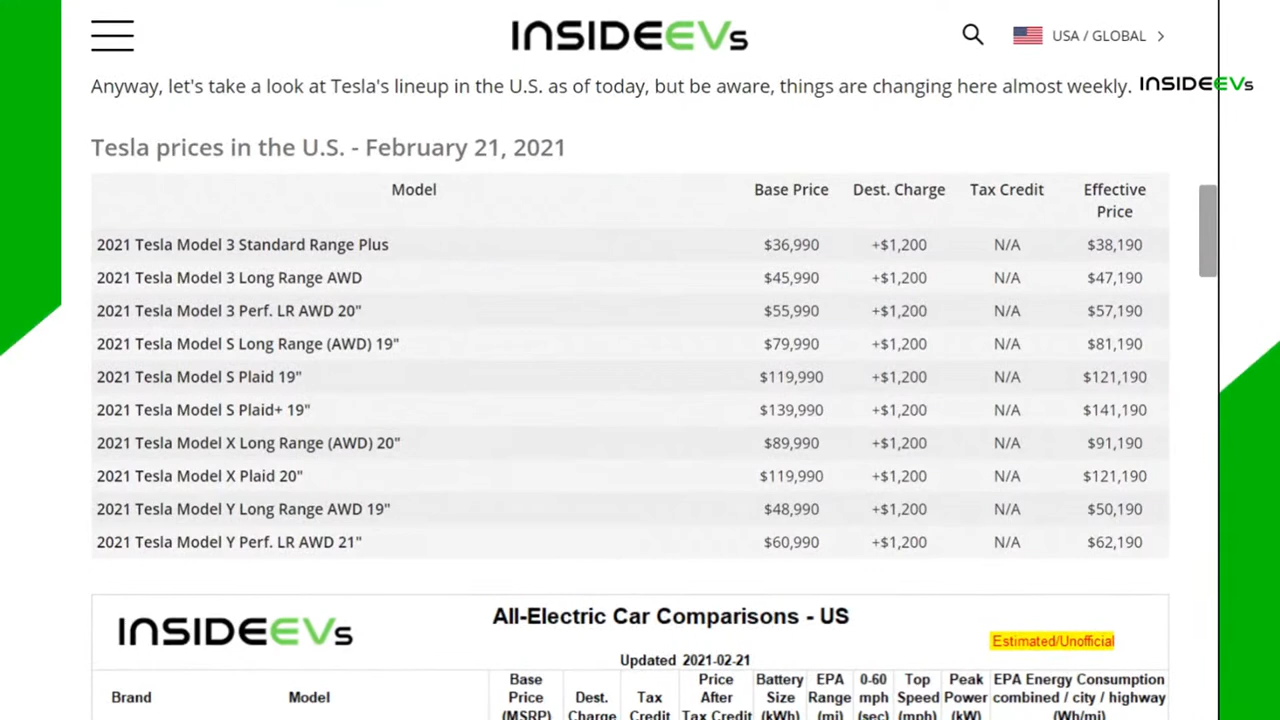 INSIDEEVs
USA / GLOBAL
Anyway, let's take a look at Tesla's lineup in the U.S. as of today, but be aware, things are changing here almost weekly.
INSIDEEVs
Tesla prices in the U.S. - February 21, 2021
Model Base Price Dest. Charge Tax Credit Effective Price
2021 Tesla Model 3 Standard Range Plus $36,990 +$1,200 N/A $38,190
2021 Tesla Model 3 Long Range AWD $45,990 +$1,200 N/A $47,190
2021 Tesla Model 3 Perf. LR AWD 20" $55,990 +$1,200 N/A $57,190
2021 Tesla Model S Long Range (AWD) 19" $79,990 +$1,200 N/A $81,190
2021 Tesla Model S Plaid 19" $119,990 +$1,200 N/A $121,190
2021 Tesla Model S Plaid+ 19" $139,990 +$1,200 N/A $141,190
2021 Tesla Model X Long Range (AWD) 20" $89,990 +$1,200 N/A $91,190
2021 Tesla Model X Plaid 20" $119,990 +$1,200 N/A $121,190
2021 Tesla Model Y Long Range AWD 19" $48,990 +$1,200 N/A $50,190
2021 Tesla Model Y Perf. LR AWD 21" $60,990 +$1,200 N/A $62,190
INSIDEEVs
All-Electric Car Comparisons - US
Estimated/Unofficial
Updated 2021-02-21
Base Price Battery EPA 0-60 Top Peak EPA Energy Consumption
Brand Model Price Dest. Tax After Size Range mph Speed Power combined / city / highway
(MSRP) Charge Credit Tax Credit (kWh) (mi) (sec) (mph) (kW) (Wh/mi)